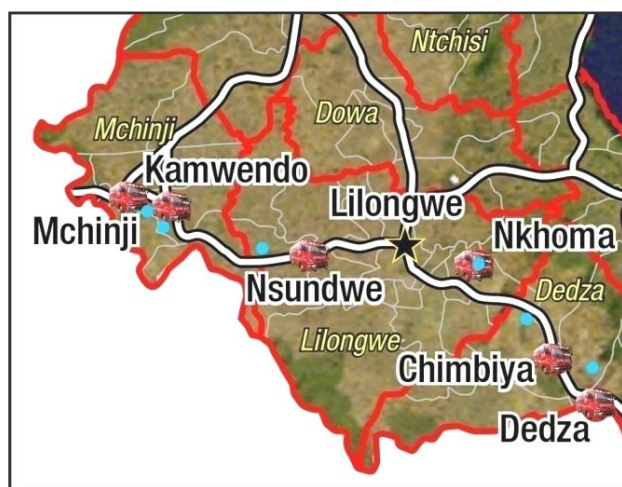 Ntchisi
Dowa
Mchinji
Kamwendo
Lilongwe
Mchinji
Nkhoma
Nsundwe
Dedza
Lilongwe
Chimbiya
Dedza